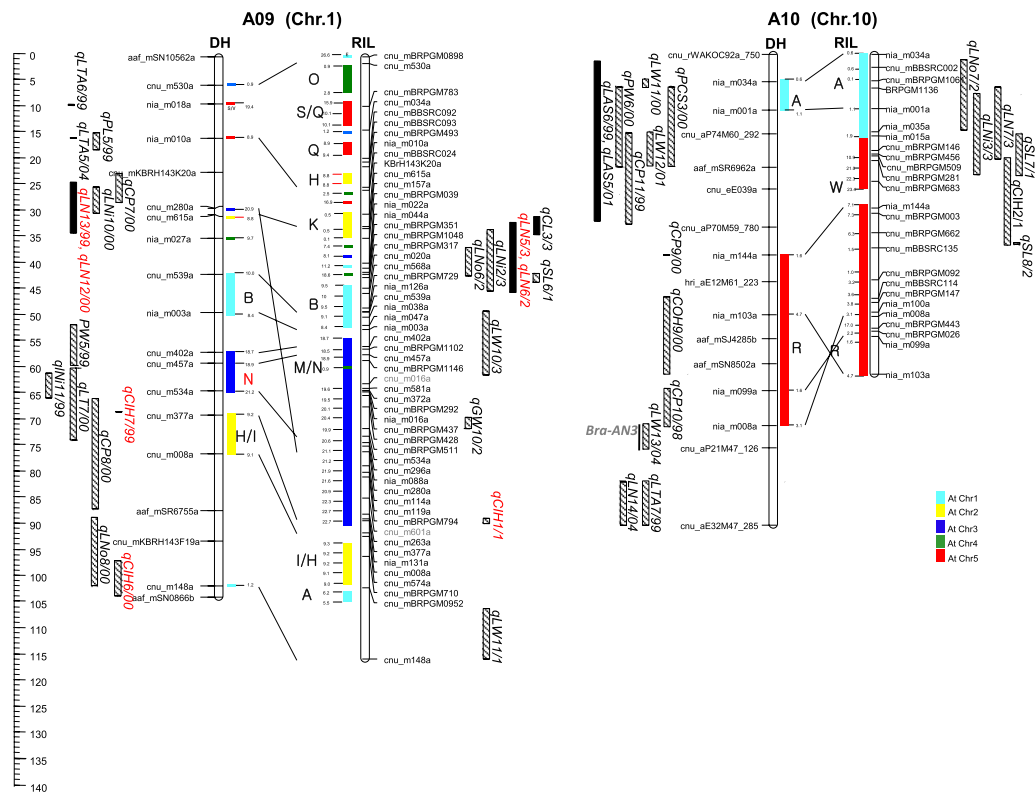 A09 (Chr.1)
A10 (Chr.10)
DH
RIL
DH
RIL
0
5
10
15
20
25
30
35
40
45
50
55
60
65
70
75
80
85
90
95
100
105
110
115
120
125
130
135
140
qLTA6/99
qPL5/99
qLTA5/04
qCP7/00
qLNi10/00
qLN13/99, qLN12/00
PW5/99
qINi11/99
qLT7/00
qCIH7/99
qCP8/00
qLNo8/00
qCIH6/00
aaf_mSN10562a
cnu_m530a
nia_m018a
nia_m010a
cnu_mKBRH143K20a
cnu_m280a
cnu_m615a
nia_m027a
cnu_m539a
nia_m003a
cnu_m402a
cnu_m457a
cnu_m534a
cnu_m377a
cnu_m008a
aaf_mSR6755a
cnu_mKBRH143F19a
cnu_m148a
aaf_mSN0866b
S/V
B
N
H/I
O
S/Q
Q
H
K
B
M/N
I/H
A
cnu_mBRPGM0898
cnu_m530a
cnu_mBRPGM783
cnu_m034a
cnu_mBBSRC092
cnu_mBBSRC093
cnu_mBRPGM493
nia_m010a
cnu_mBBSRC024
KBrH143K20a
cnu_m615a
cnu_m157a
cnu_mBRPGM039
nia_m022a
nia_m044a
cnu_mBRPGM351
cnu_mBRPGM1048
cnu_mBRPGM317
cnu_m020a
cnu_m568a
cnu_mBRPGM729
nia_m126a
cnu_m539a
nia_m038a
nia_m047a
nia_m003a
cnu_m402a
cnu_mBRPGM1102
cnu_m457a
cnu_mBRPGM1146
cnu_m016a
cnu_m581a
cnu_m372a
cnu_mBRPGM292
nia_m016a
cnu_mBRPGM437
cnu_mBRPGM428
cnu_mBRPGM511
cnu_m534a
cnu_m296a
nia_m088a
cnu_m280a
cnu_m114a
cnu_m119a
cnu_mBRPGM794
cnu_m601a
cnu_m263a
cnu_m377a
nia_m131a
cnu_m008a
cnu_m574a
cnu_mBRPGM710
cnu_mBRPGM0952
cnu_m148a
qLNo6/2
qLNi2/3
qLN5/3, qLN6/2
qCL3/3
qSL6/1
qLW10/3
qGW10/2
qCIH1/1
qLW11/1
qLAS6/99, qLAS5/01
qPW6/00
qCP11/99
qLW11/00
qLW12/01
qPCS3/00
qCP9/00
qCOH9/00
qCP10/98
qLW13/04
Bra-AN3
qLN14/04
qLTA7/99
cnu_rWAKOC92a_750
nia_m034a
nia_m001a
cnu_aP74M60_292
aaf_mSR6962a
cnu_eE039a
cnu_aP70M59_780
nia_m144a
hri_aE12M61_223
nia_m103a
aaf_mSJ4285b
aaf_mSN8502a
nia_m099a
nia_m008a
cnu_aP21M47_126
cnu_aE32M47_285
A
R
A
W
R
nia_m034a
cnu_mBBSRC002
cnu_mBRPGM106
BRPGM1136
nia_m001a
nia_m035a
nia_m015a
cnu_mBRPGM146
cnu_mBRPGM456
cnu_mBRPGM509
cnu_mBRPGM281
cnu_mBRPGM683
nia_m144a
cnu_mBRPGM003
cnu_mBRPGM662
cnu_mBBSRC135
cnu_mBRPGM092
cnu_mBBSRC114
cnu_mBRPGM147
nia_m100a
nia_m008a
cnu_mBRPGM443
cnu_mBRPGM026
nia_m099a
nia_m103a
qLNo7/2
qLNi3/3
qLN7/3
qSL7/1
qCIH2/1
qSL8/2
At Chr1
At Chr2
At Chr3
At Chr4
At Chr5